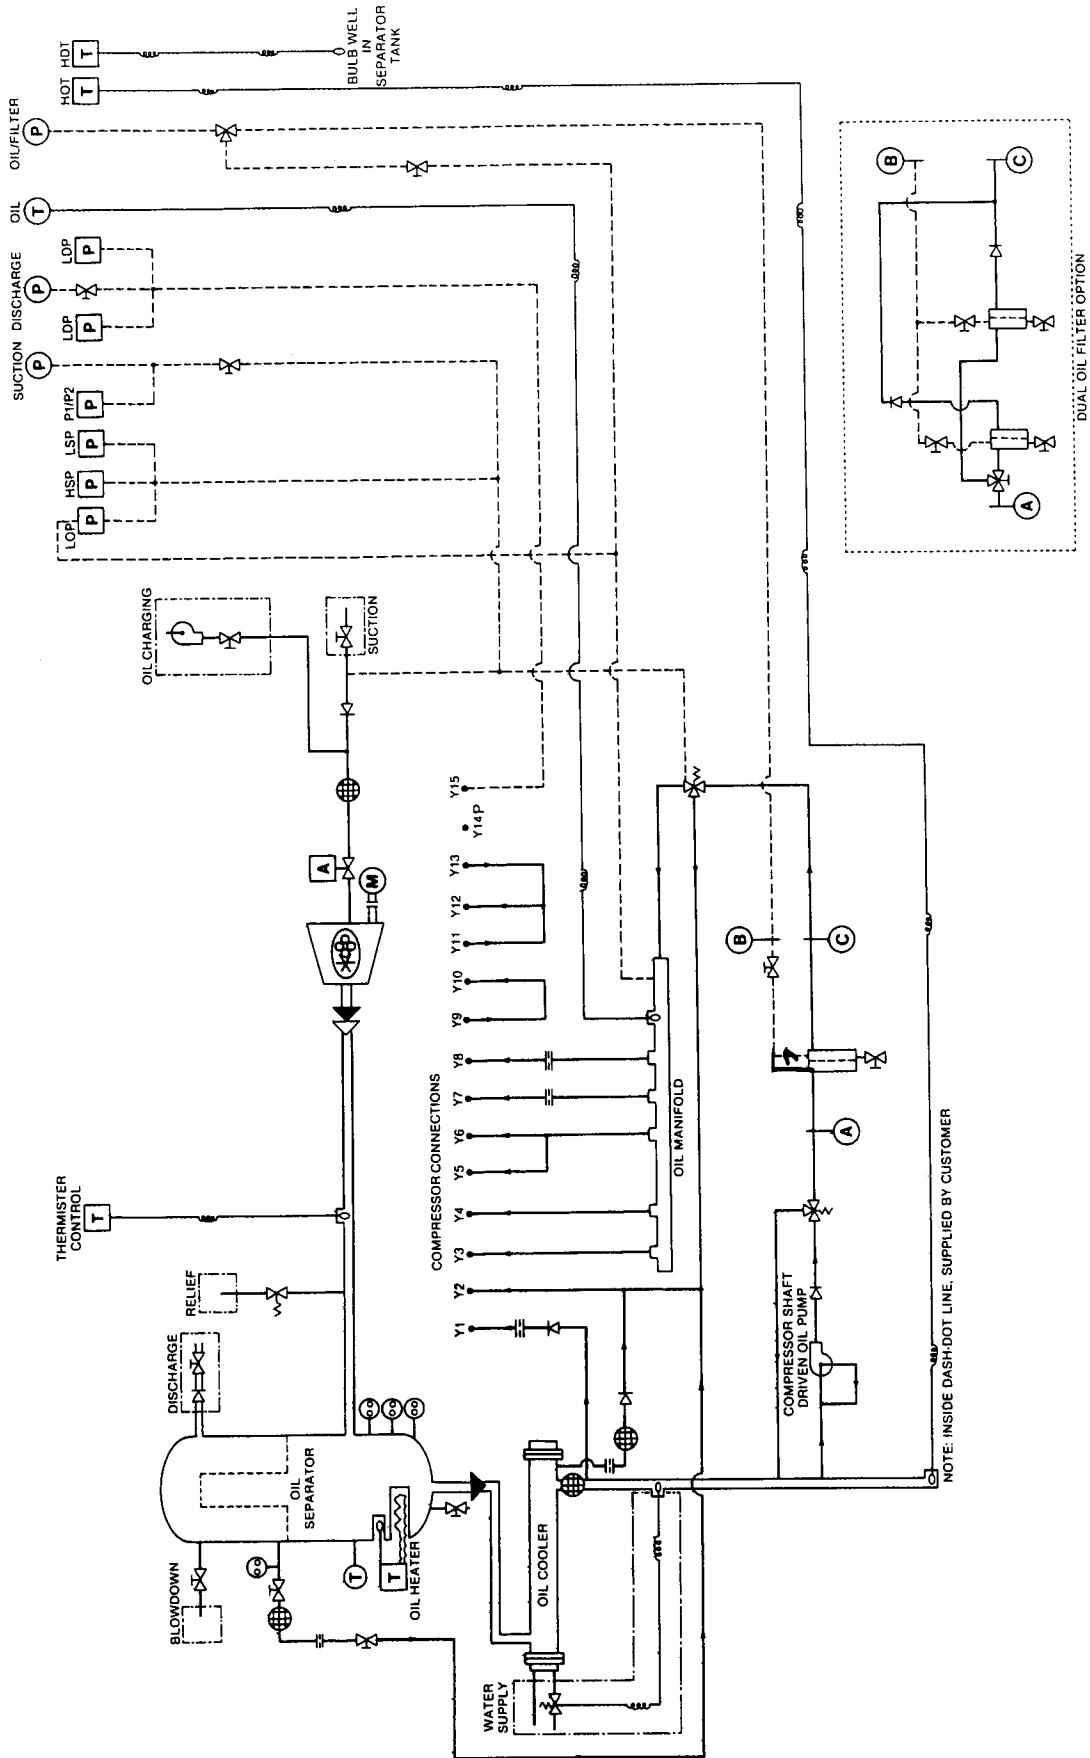 BLOWDOWN
DISCHARGE
RELIEF
THERMISTER
CONTROL
T
OIL
SEPARATOR
T
T
OIL HEATER
WATER
SUPPLY
OIL COOLER
A
M
OIL CHARGING
SUCTION
LOP
P
HSP
P
LSP
P
P1/P2
P
SUCTION
P
LDP
P
DISCHARGE
P
LDP
P
OIL
T
OIL/FILTER
P
HOT
T
HDT
T
BULB WELL
IN
SEPARATOR
TANK
COMPRESSOR CONNECTIONS
Y1
Y2
Y3
Y4
Y5
Y6
Y7
Y8
Y9
Y10
Y11
Y12
Y13
Y14P
Y15
OIL MANIFOLD
COMPRESSOR SHAFT
DRIVEN OIL PUMP
A
7
B
C
NOTE: INSIDE DASH-DOT LINE, SUPPLIED BY CUSTOMER
A
B
C
DUAL OIL FILTER OPTION